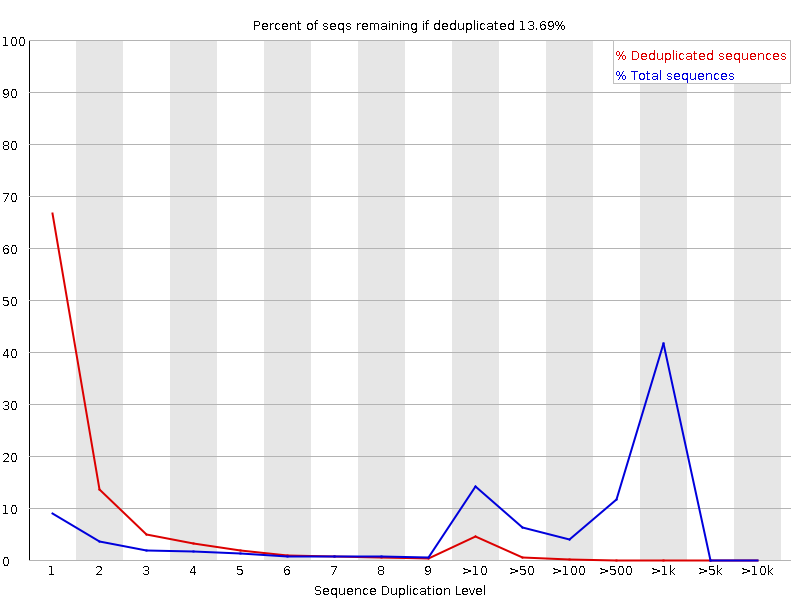 Percent of seqs remaining if deduplicated 13.69%
% Deduplicated sequences
% Total sequences
100
90
80
70
60
50
40
30
20
10
0
1 2 3 4 5 6 7 8 9 >10 >50 >100 >500 >1k >5k >10k
Sequence Duplication Level